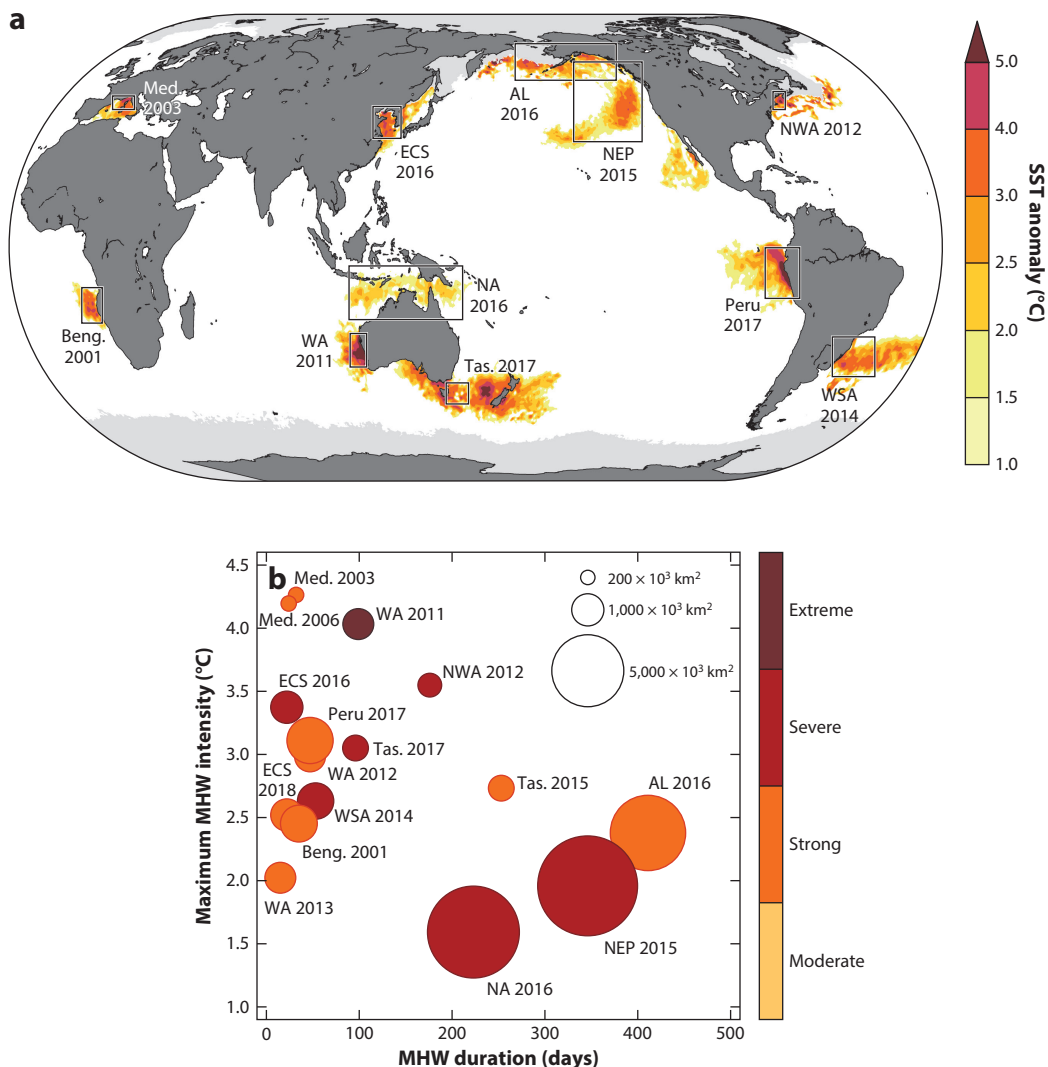 a
Med.
2003
ECS
2016
AL
2016
NEP
2015
NWA 2012
NA
2016
Beng.
2001
WA
2011
Tas. 2017
Peru
2017
WSA
2014
5.0
4.0
3.0
2.5
2.0
1.5
1.0
SST anomaly (°C)
b
4.5
4.0
3.5
3.0
2.5
2.0
1.5
1.0
Maximum MHW intensity (°C)
0
100
200
300
400
500
MHW duration (days)
Med. 2003
Med. 2006
WA 2011
NWA 2012
ECS 2016
Peru 2017
Tas. 2017
WA 2012
ECS
2018
WSA 2014
Beng. 2001
WA 2013
Tas. 2015
AL 2016
NEP 2015
NA 2016
200 × 10³ km²
1,000 × 10³ km²
5,000 × 10³ km²
Extreme
Severe
Strong
Moderate